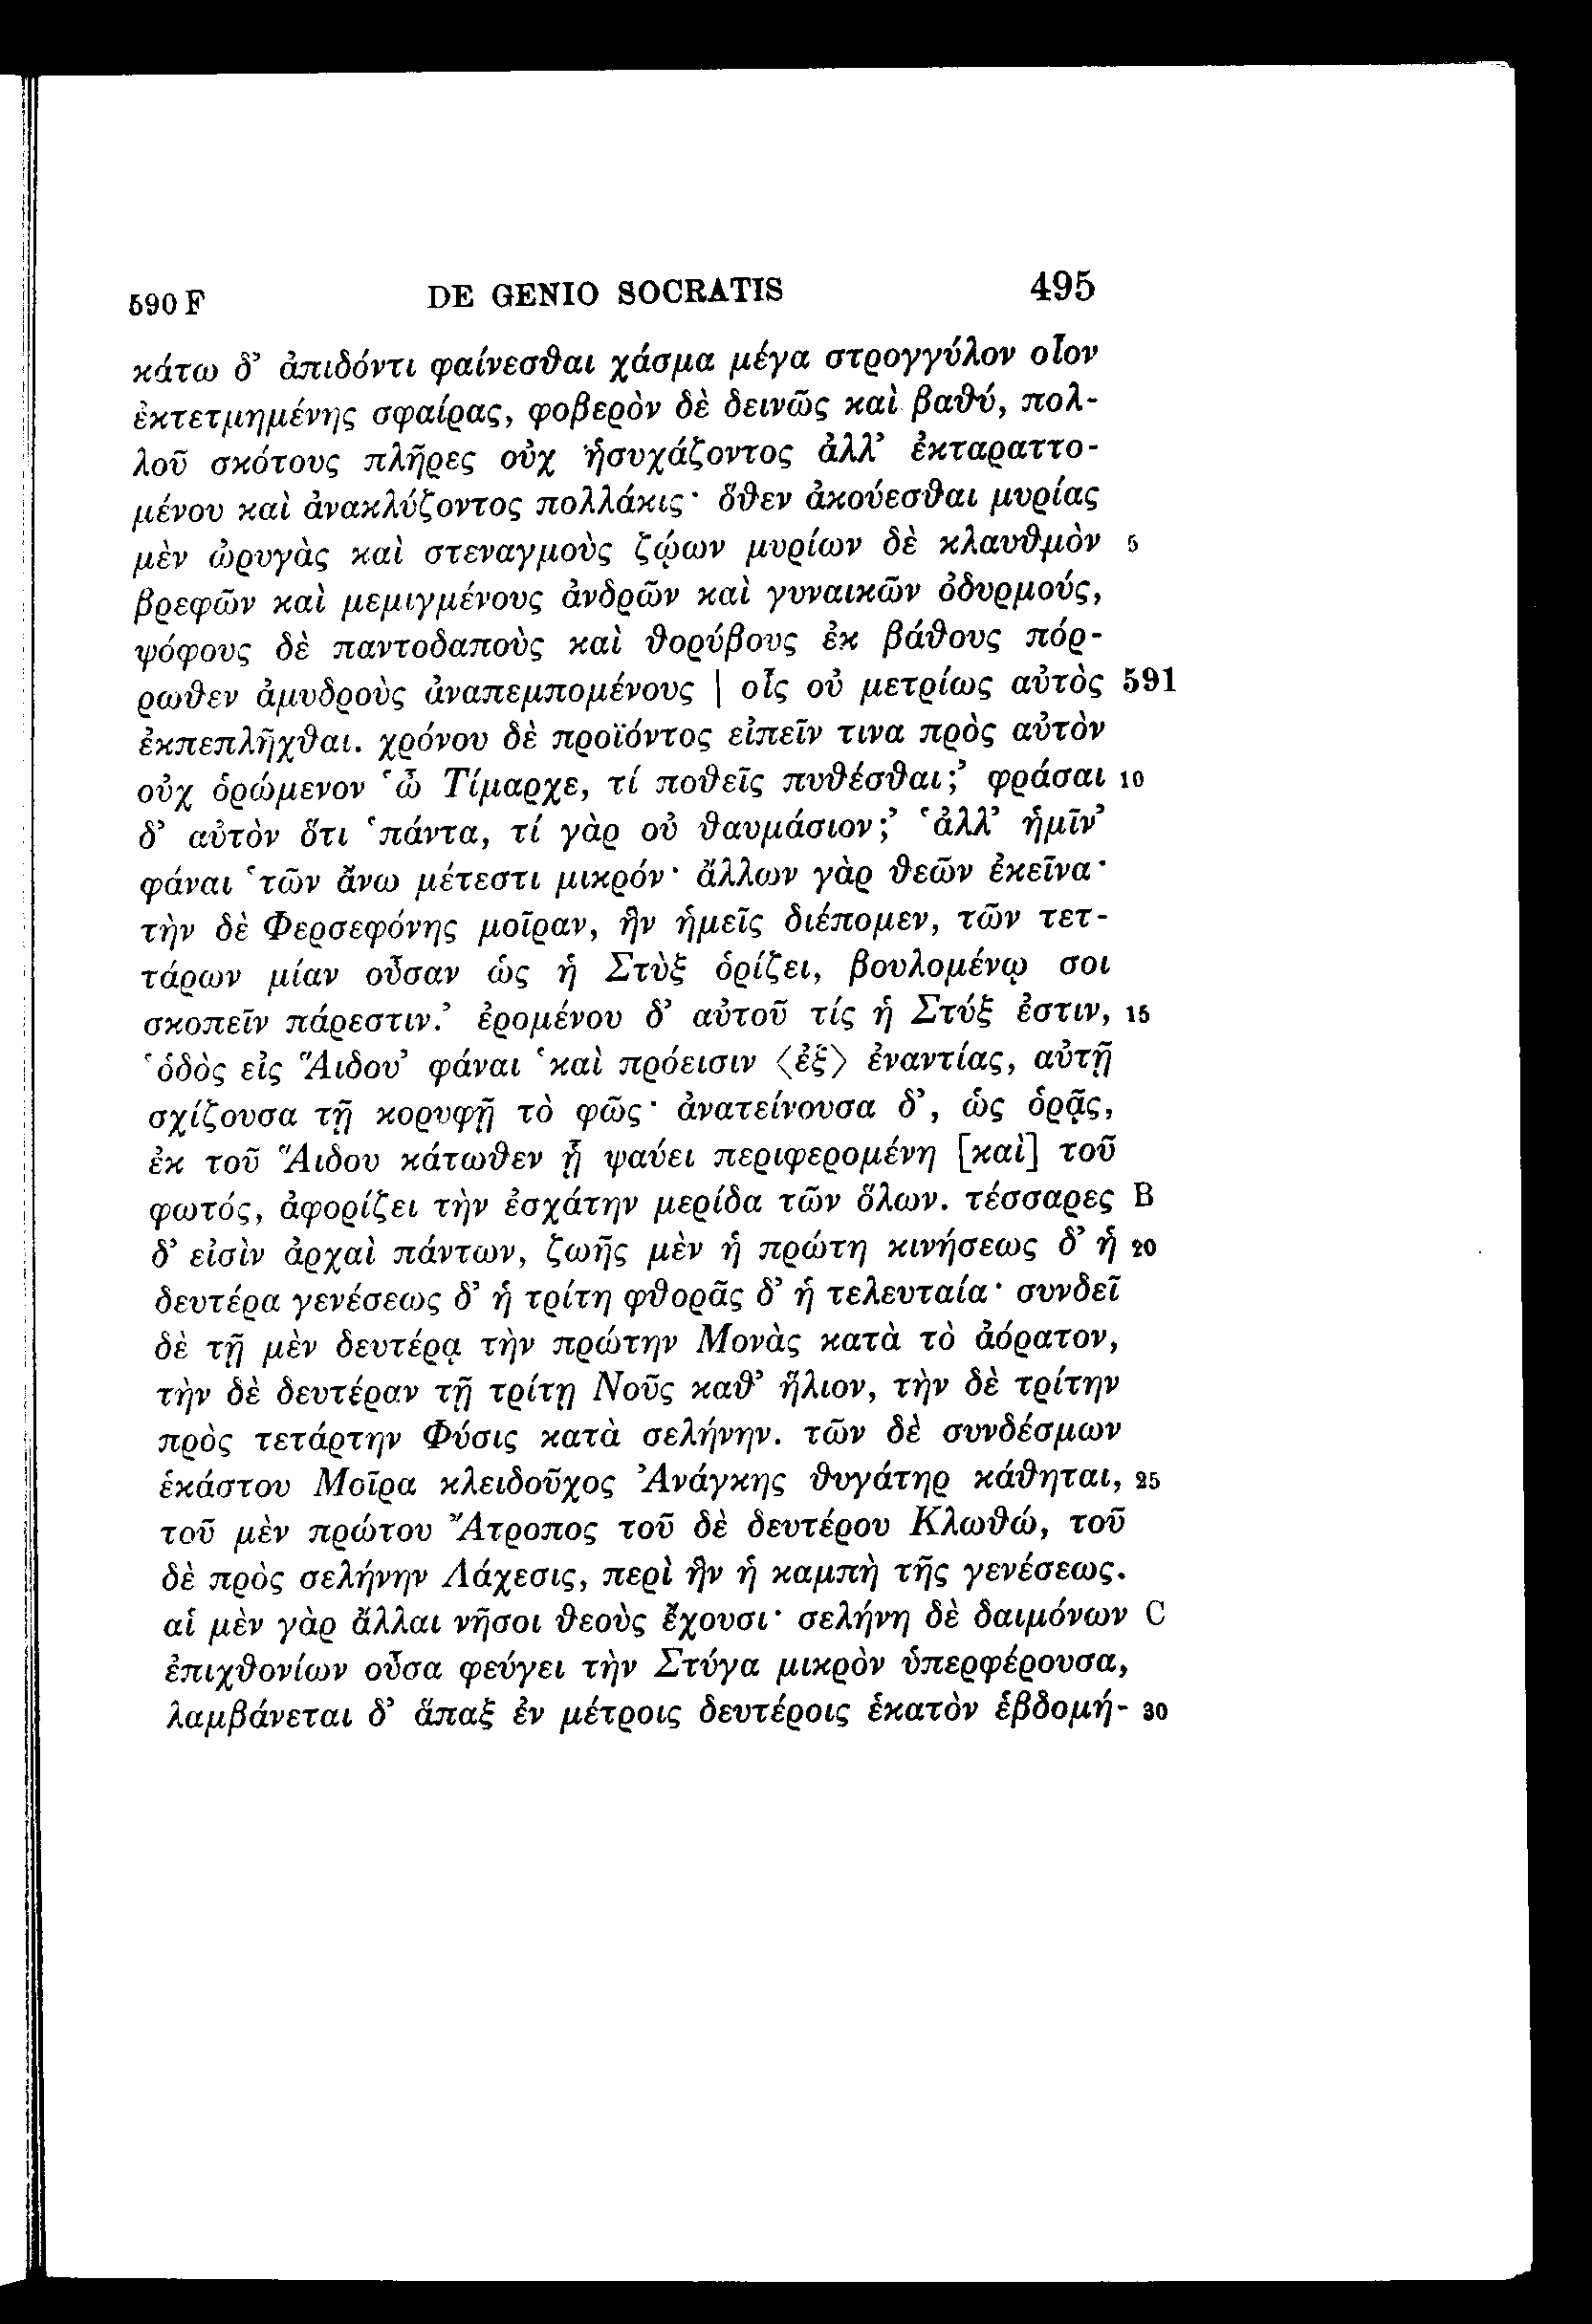 590 F DE GENIO SOCRATIS 495
κάτω δ’ ἀπιδόντι φαίνεσθαι χάσμα μέγα στρογγύλον οἷον
ἐκτετμημένης σφαίρας, φοβερὸν δὲ δεινῶς καὶ βαθύ, πολ-
λοῦ σκότους πλῆρες οὐχ ἡσυχάζοντος ἀλλ’ ἐκταραττο-
μένου καὶ ἀνακλύζοντος πολλάκις· ὅθεν ἀκούεσθαι μυρίας
μὲν ὠρυγὰς καὶ στεναγμοὺς ζῴων μυρίων δὲ κλαυθμὸν 5
βρεφῶν καὶ μεμιγμένους ἀνδρῶν καὶ γυναικῶν ὀδυρμούς,
ψόφους δὲ παντοδαποὺς καὶ θορύβους ἐκ βάθους πόρ-
ρωθεν ἀμυδροὺς ἀναπεμπομένους | οἷς οὐ μετρίως αὐτὸς 591
ἐκπεπλῆχθαι. χρόνου δὲ προϊόντος εἰπεῖν τινα πρὸς αὐτὸν
οὐχ ὁρώμενον ‘ὦ Τίμαρχε, τί ποθεῖς πυθέσθαι;’ φράσαι 10
δ’ αὐτὸν ὅτι ‘πάντα, τί γὰρ οὐ θαυμάσιον;’ ‘ἀλλ’ ἡμῖν’
φάναι ‘τῶν ἄνω μέτεστι μικρόν· ἄλλων γὰρ θεῶν ἐκεῖνα·
τὴν δὲ Φερσεφόνης μοῖραν, ἣν ἡμεῖς διέπομεν, τῶν τετ-
τάρων μίαν οὖσαν ὡς ἡ Στὺξ ὁρίζει, βουλομένῳ σοι
σκοπεῖν πάρεστιν.’ ἐρομένου δ’ αὐτοῦ τίς ἡ Στύξ ἐστιν, 15
‘ὁδὸς εἰς Ἅιδου’ φάναι ‘καὶ πρόεισιν ⟨ἐξ⟩ ἐναντίας, αὐτῇ
σχίζουσα τῇ κορυφῇ τὸ φῶς· ἀνατείνουσα δ’, ὡς ὁρᾷς,
ἐκ τοῦ Ἅιδου κάτωθεν ᾗ ψαύει περιφερομένη [καὶ] τοῦ
φωτός, ἀφορίζει τὴν ἐσχάτην μερίδα τῶν ὅλων. τέσσαρες B
δ’ εἰσὶν ἀρχαὶ πάντων, ζωῆς μὲν ἡ πρώτη κινήσεως δ’ ἡ 20
δευτέρα γενέσεως δ’ ἡ τρίτη φθορᾶς δ’ ἡ τελευταία· συνδεῖ
δὲ τῇ μὲν δευτέρᾳ τὴν πρώτην Μονὰς κατὰ τὸ ἀόρατον,
τὴν δὲ δευτέραν τῇ τρίτῃ Νοῦς καθ’ ἥλιον, τὴν δὲ τρίτην
πρὸς τετάρτην Φύσις κατὰ σελήνην. τῶν δὲ συνδέσμων
ἑκάστου Μοῖρα κλειδοῦχος Ἀνάγκης θυγάτηρ κάθηται, 25
τοῦ μὲν πρώτου Ἄτροπος τοῦ δὲ δευτέρου Κλωθώ, τοῦ
δὲ πρὸς σελήνην Λάχεσις, περὶ ἣν ἡ καμπὴ τῆς γενέσεως.
αἱ μὲν γὰρ ἄλλαι νῆσοι θεοὺς ἔχουσι· σελήνη δὲ δαιμόνων C
ἐπιχθονίων οὖσα φεύγει τὴν Στύγα μικρὸν ὑπερφέρουσα,
λαμβάνεται δ’ ἅπαξ ἐν μέτροις δευτέροις ἑκατὸν ἑβδομή- 30